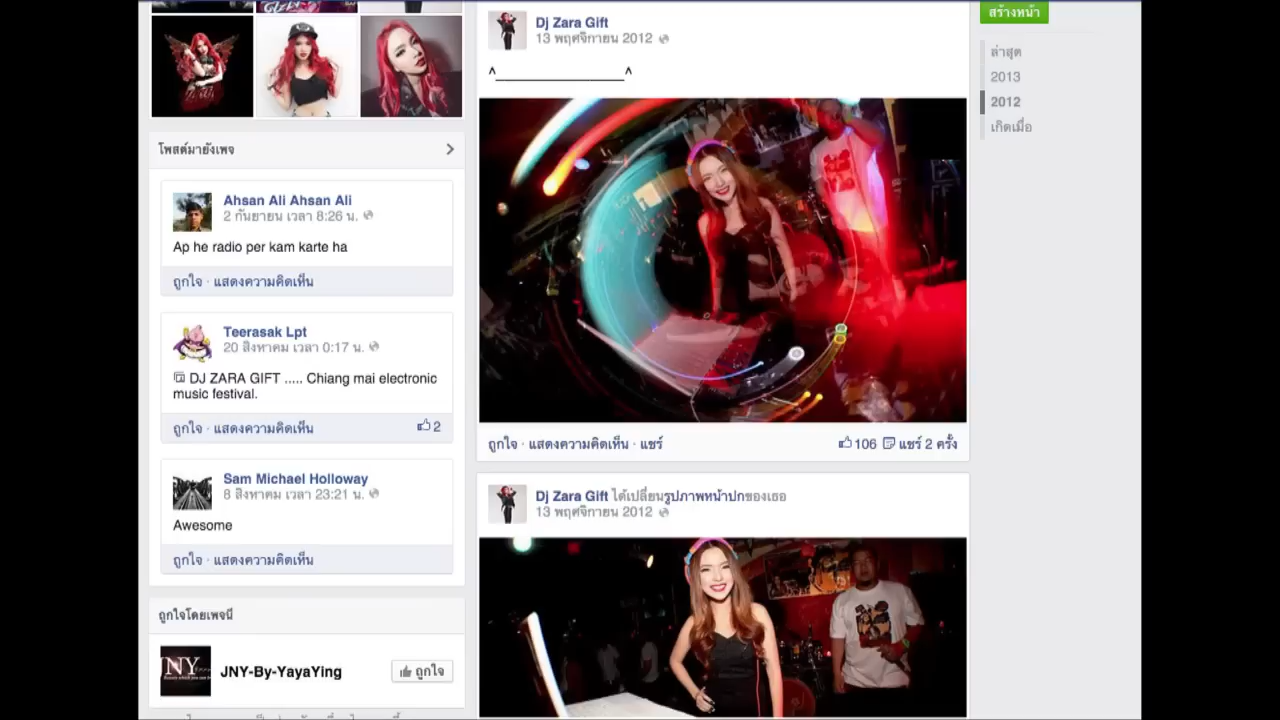 โพสต์มายังเพจ
Ahsan Ali Ahsan Ali
2 กันยายน เวลา 8:26 น.
Ap he radio per kam karte ha
ถูกใจ · แสดงความคิดเห็น
Teerasak Lpt
20 สิงหาคม เวลา 0:17 น.
DJ ZARA GIFT ..... Chiang mai electronic
music festival.
ถูกใจ · แสดงความคิดเห็น 2
Sam Michael Holloway
8 สิงหาคม เวลา 23:21 น.
Awesome
ถูกใจ · แสดงความคิดเห็น
ถูกใจโดยเพจนี้
JNY
JNY-By-YayaYing
ถูกใจ
Dj Zara Gift
13 พฤศจิกายน 2012
^_________________^
ถูกใจ · แสดงความคิดเห็น · แชร์ 106 แชร์ 2 ครั้ง
Dj Zara Gift ได้เปลี่ยนรูปภาพหน้าปกของเธอ
13 พฤศจิกายน 2012
สร้างหน้า
ล่าสุด
2013
2012
เกิดเมื่อ